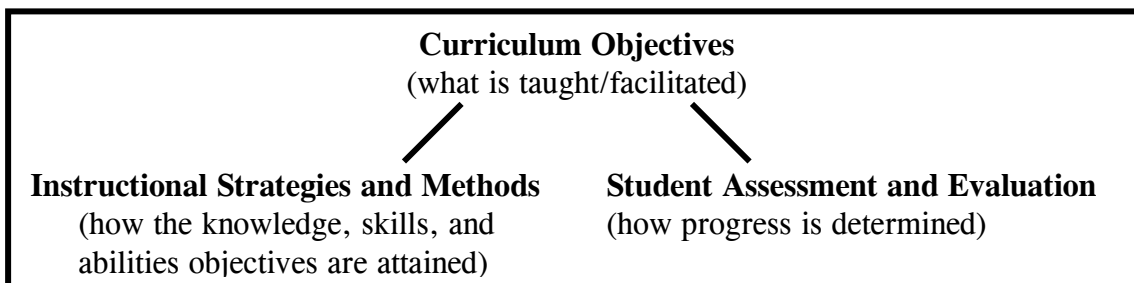 Curriculum Objectives
(what is taught/facilitated)
Instructional Strategies and Methods
(how the knowledge, skills, and
abilities objectives are attained)
Student Assessment and Evaluation
(how progress is determined)